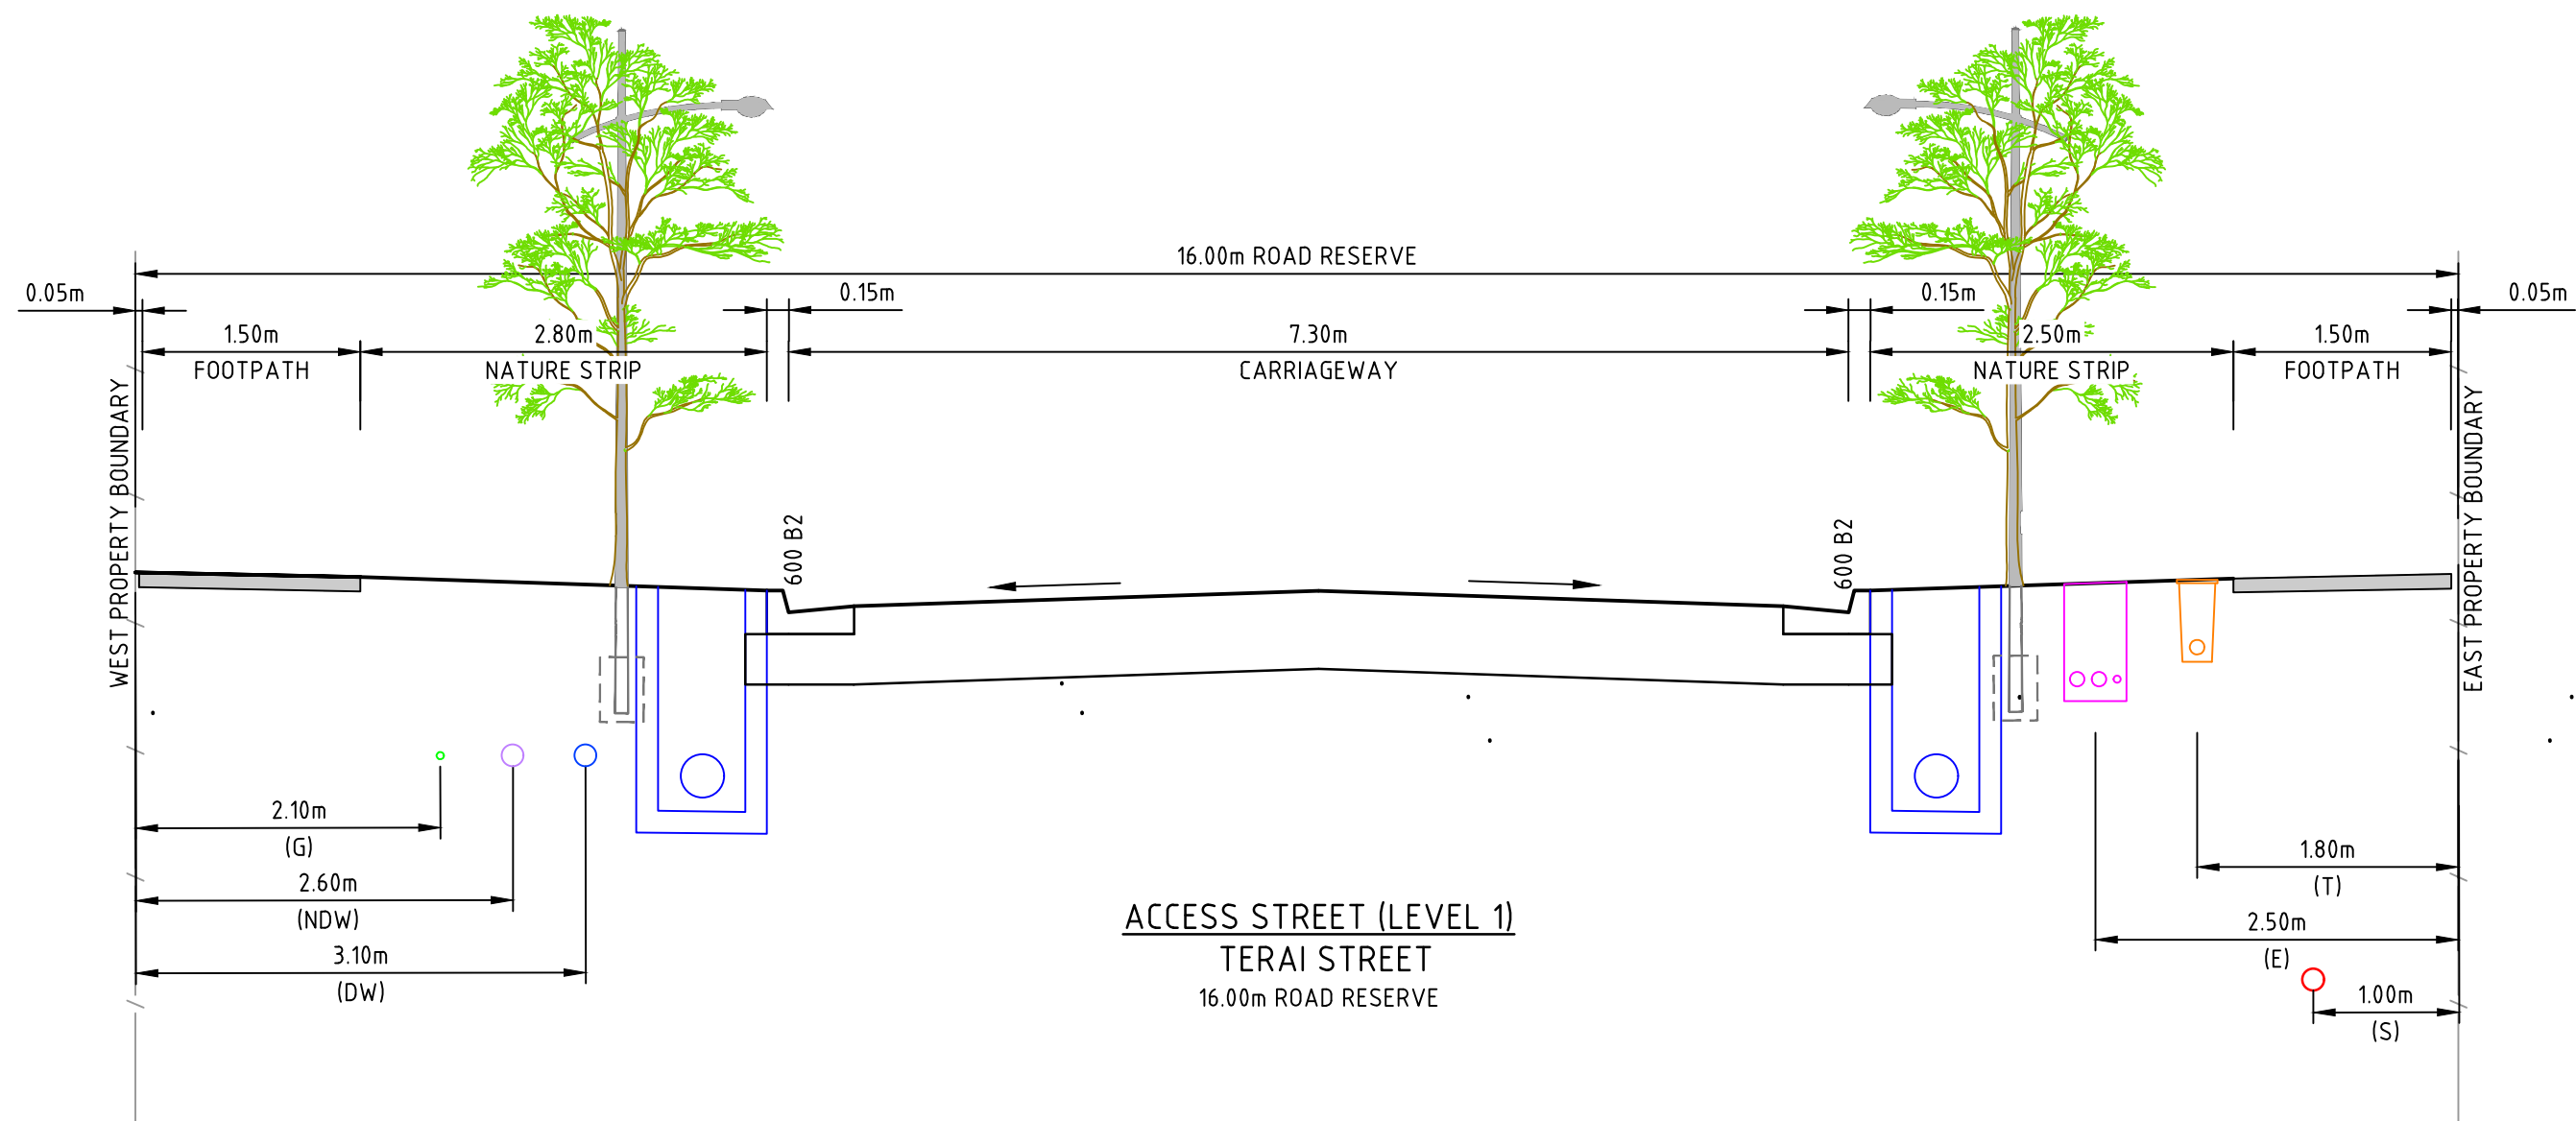 16.00m ROAD RESERVE
0.05m
0.15m
0.15m
0.05m
1.50m
FOOTPATH
2.80m
NATURE STRIP
7.30m
CARRIAGEWAY
2.50m
NATURE STRIP
1.50m
FOOTPATH
WEST PROPERTY BOUNDARY
600 B2
600 B2
EAST PROPERTY BOUNDARY
2.10m
(G)
2.60m
(NDW)
3.10m
(DW)
1.80m
(T)
2.50m
(E)
1.00m
(S)
ACCESS STREET (LEVEL 1)
TERAI STREET
16.00m ROAD RESERVE